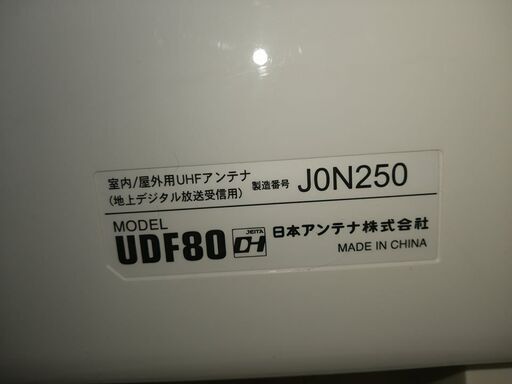 室内/屋外用UHFアンテナ
(地上デジタル放送受信用) 製造番号 J0N250
MODEL
UDF80 JEITA DH 日本アンテナ株式会社
MADE IN CHINA